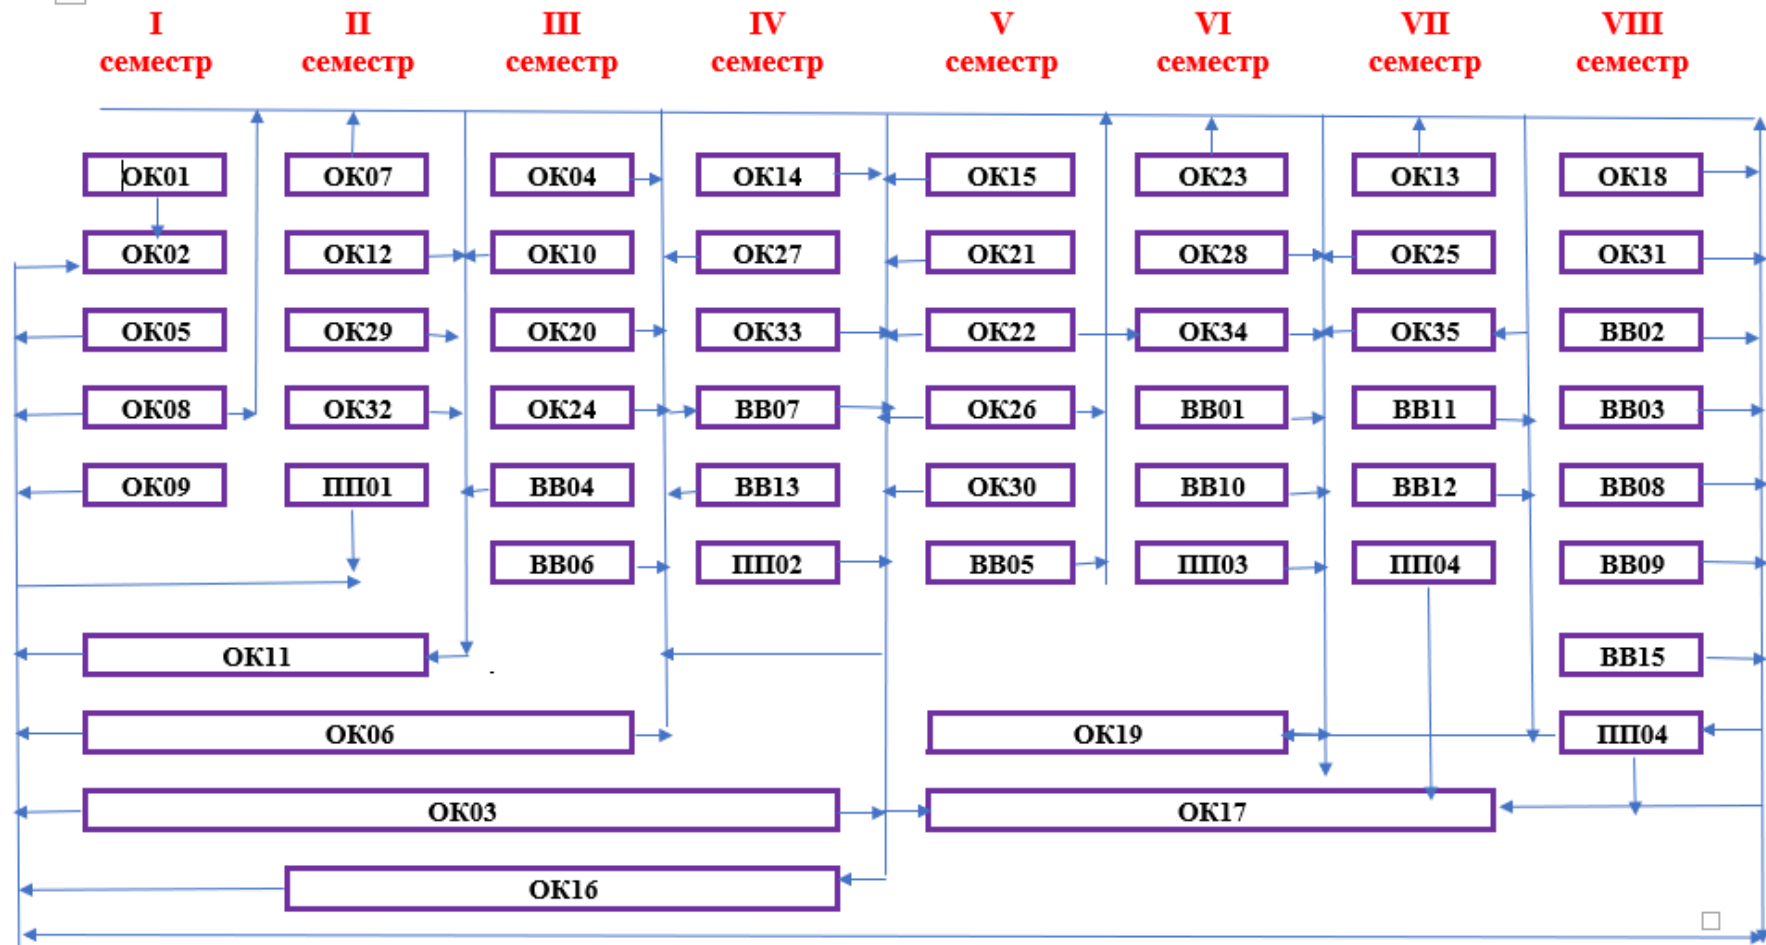 I II III IV V VI VII VIII
семестр семестр семестр семестр семестр семестр семестр семестр
ОК01 ОК07 ОК04 ОК14 ОК15 ОК23 ОК13 ОК18
ОК02 ОК12 ОК10 ОК27 ОК21 ОК28 ОК25 ОК31
ОК05 ОК29 ОК20 ОК33 ОК22 ОК34 ОК35 ВВ02
ОК08 ОК32 ОК24 ВВ07 ОК26 ВВ01 ВВ11 ВВ03
ОК09 ПП01 ВВ04 ВВ13 ОК30 ВВ10 ВВ12 ВВ08
ВВ06 ПП02 ВВ05 ПП03 ПП04 ВВ09
ОК11 ВВ15
ОК06 ОК19 ПП04
ОК03 ОК17
ОК16